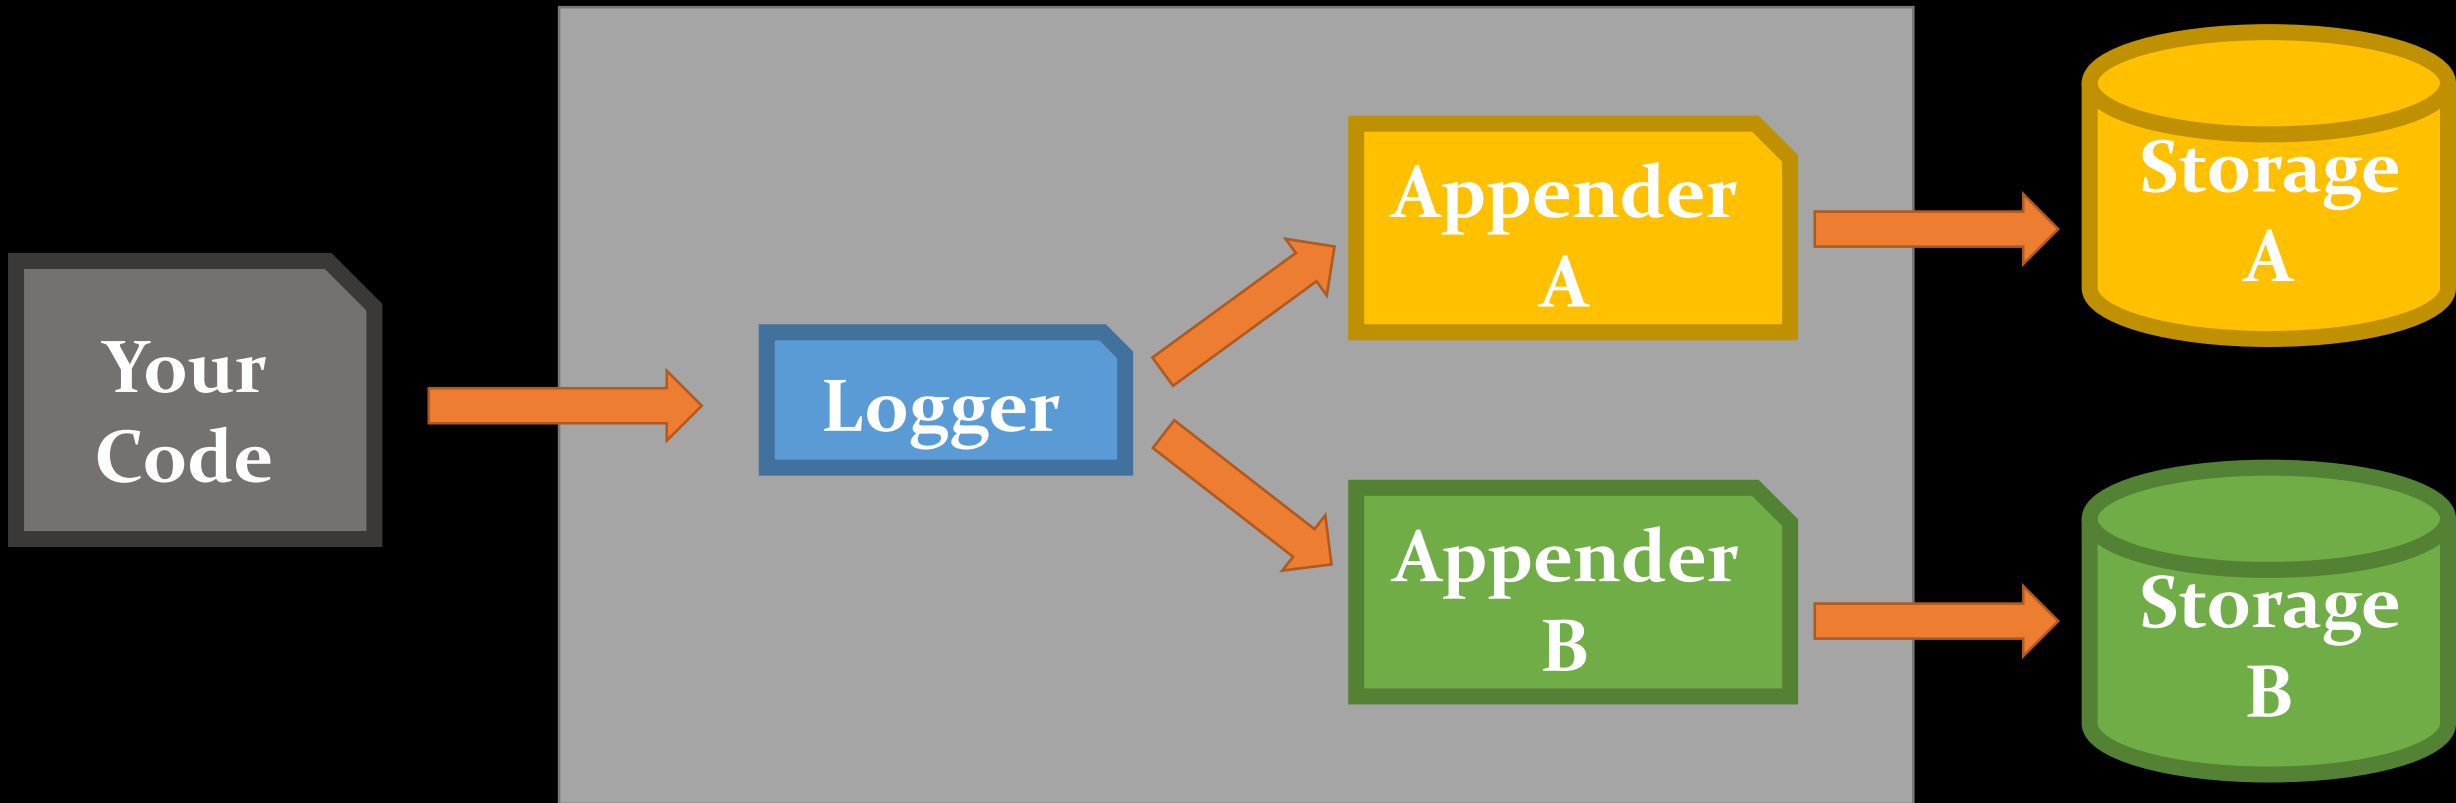 Your
Code
Logger
Appender
A
Appender
B
Storage
A
Storage
B